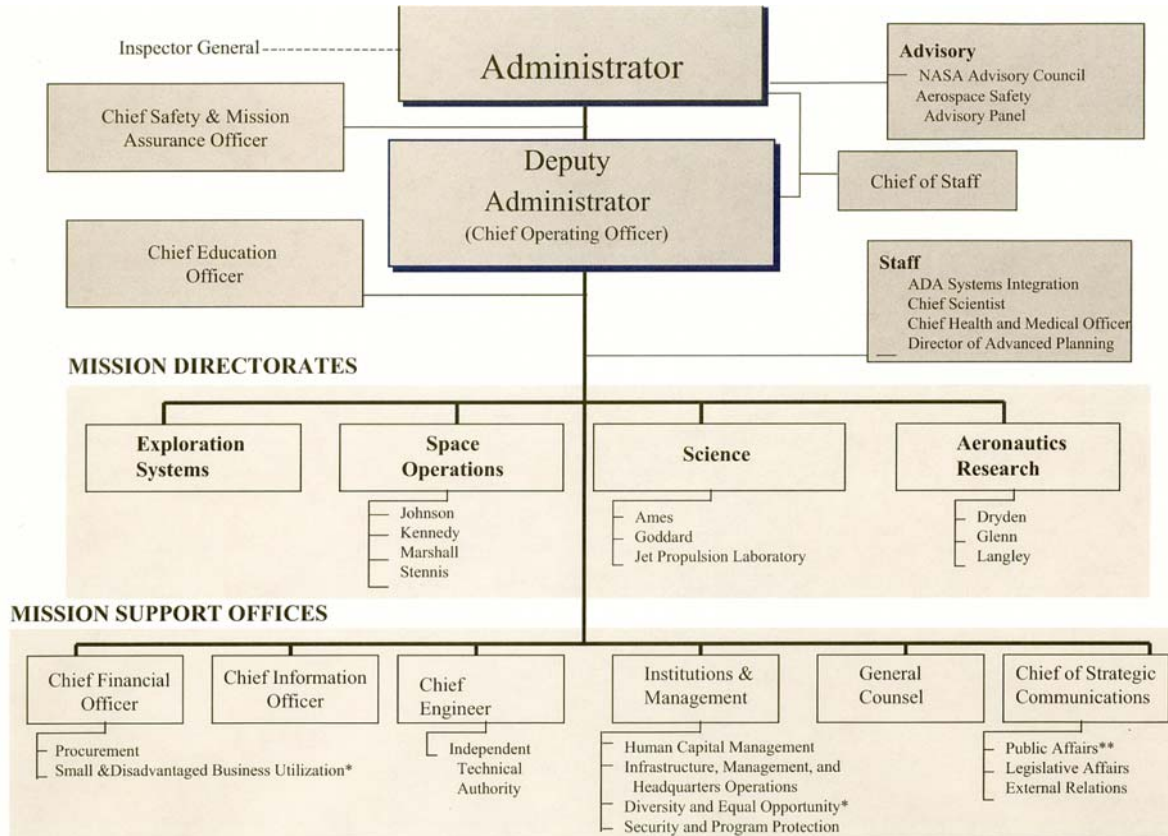 Inspector General
Administrator
Advisory
NASA Advisory Council
Aerospace Safety
Advisory Panel
Chief Safety & Mission
Assurance Officer
Deputy
Administrator
(Chief Operating Officer)
Chief of Staff
Chief Education
Officer
Staff
ADA Systems Integration
Chief Scientist
Chief Health and Medical Officer
Director of Advanced Planning
MISSION DIRECTORATES
Exploration
Systems
Space
Operations
Johnson
Kennedy
Marshall
Stennis
Science
Ames
Goddard
Jet Propulsion Laboratory
Aeronautics
Research
Dryden
Glenn
Langley
MISSION SUPPORT OFFICES
Chief Financial
Officer
Procurement
Small &Disadvantaged Business Utilization*
Chief Information
Officer
Chief
Engineer
Independent
Technical
Authority
Institutions &
Management
Human Capital Management
Infrastructure, Management, and
Headquarters Operations
Diversity and Equal Opportunity*
Security and Program Protection
General
Counsel
Chief of Strategic
Communications
Public Affairs**
Legislative Affairs
External Relations